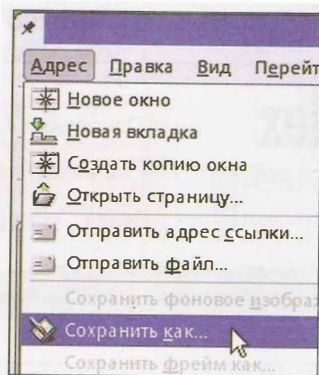 Адрес Правка Вид Перейт
Новое окно
Новая вкладка
Создать копию окна
Открыть страницу...
Отправить адрес ссылки...
Отправить файл...
Сохранить фоновое изобра
Сохранить как...
Сохранить фрейм как...